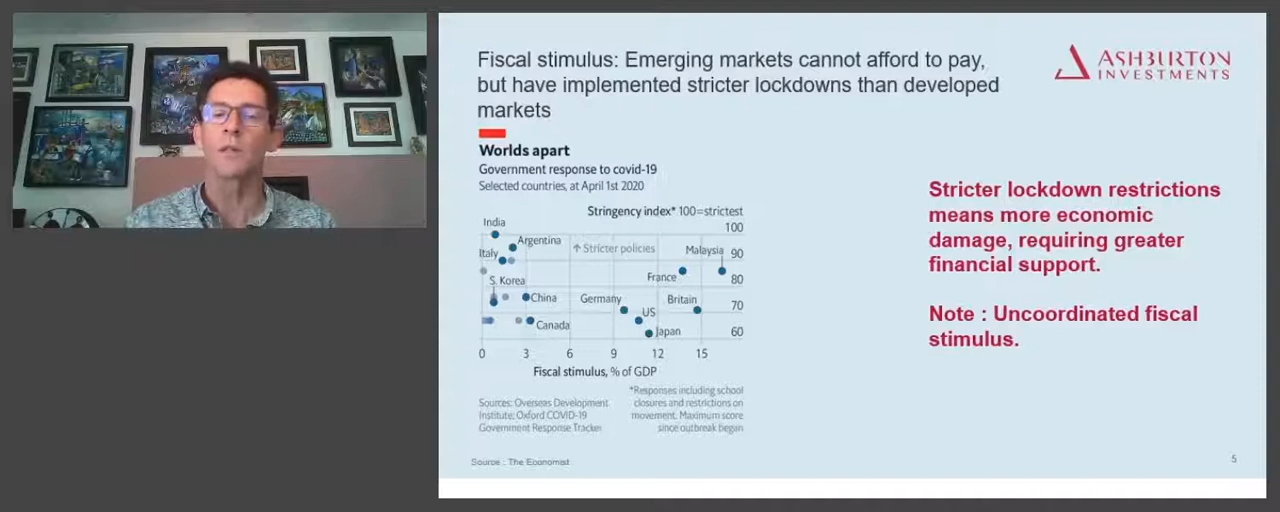 Fiscal stimulus: Emerging markets cannot afford to pay,
but have implemented stricter lockdowns than developed
markets
ASHBURTON
INVESTMENTS
Worlds apart
Government response to covid-19
Selected countries, at April 1st 2020
Stringency index* 100=strictest
100
India
Argentina
↑ Stricter policies
Malaysia
90
Italy
France
80
S. Korea
China
Germany
Britain
70
US
Canada
Japan
60
0 3 6 9 12 15
Fiscal stimulus, % of GDP
*Responses including school
closures and restrictions on
movement. Maximum score
since outbreak began
Sources: Overseas Development
Institute; Oxford COVID-19
Government Response Tracker
Source : The Economist
Stricter lockdown restrictions
means more economic
damage, requiring greater
financial support.
Note : Uncoordinated fiscal
stimulus.
5